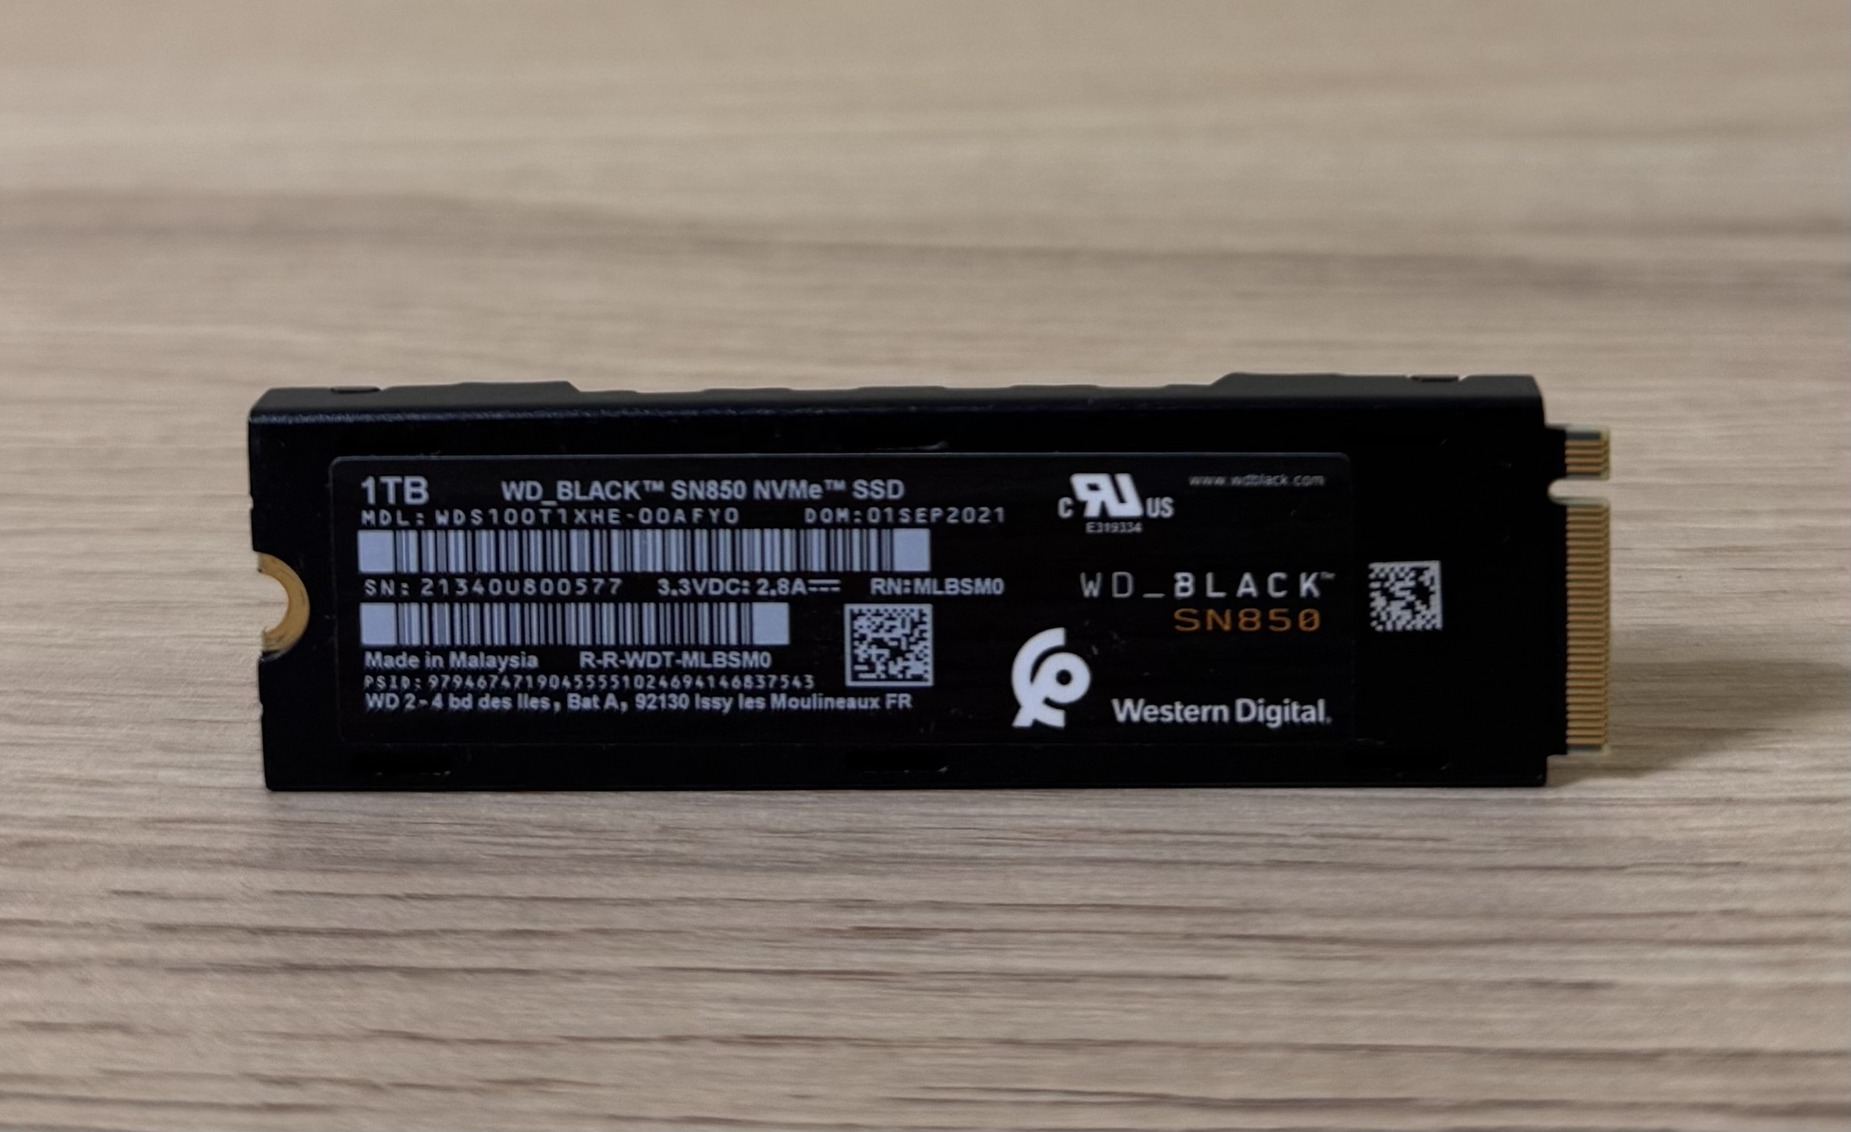 1TB WD_BLACK™ SN850 NVMe™ SSD
MDL: WDS100T1XHE-00AFY0 DOM:01SEP2021
SN: 21340U800577 3.3VDC: 2.8A⎓ RN:MLBSM0
Made in Malaysia R-R-WDT-MLBSM0
PSID: 97946747190455551024694146837543
WD 2-4 bd des Iles, Bat A, 92130 Issy les Moulineaux FR
c RU US
E319334
www.wdblack.com
WD_BLACK™
SN850
Western Digital.